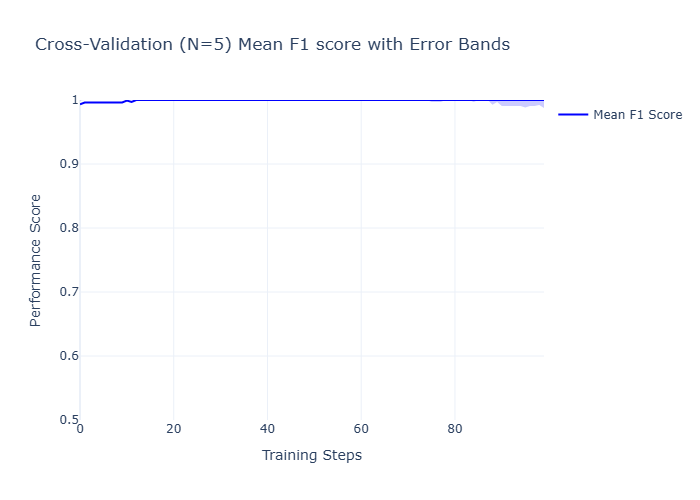 Cross-Validation (N=5) Mean F1 score with Error Bands
Mean F1 Score
Performance Score
1
0.9
0.8
0.7
0.6
0.5
0
20
40
60
80
Training Steps